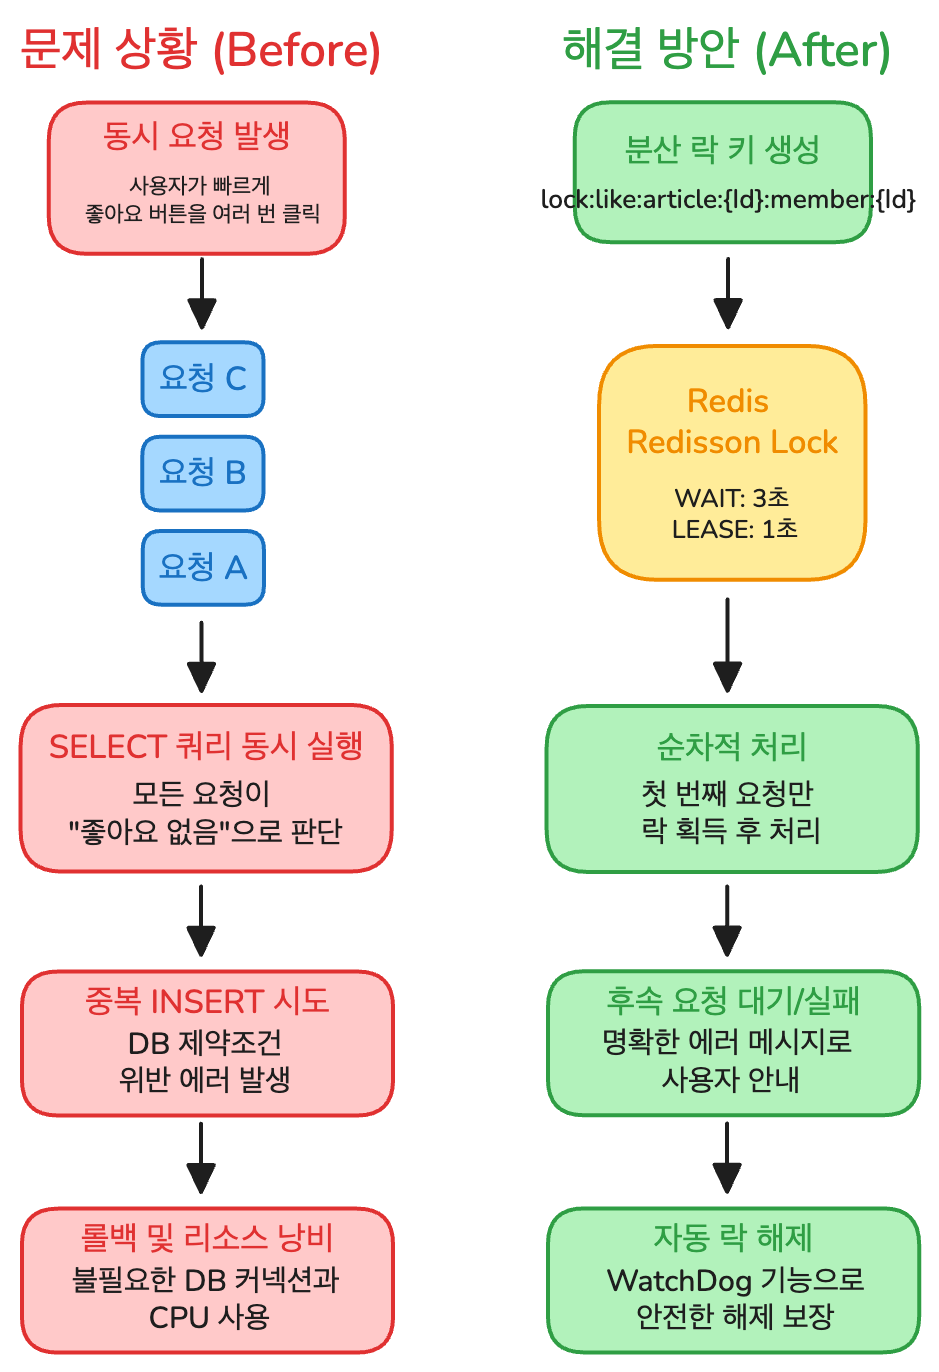 문제 상황 (Before)
동시 요청 발생
사용자가 빠르게
좋아요 버튼을 여러 번 클릭
요청 C
요청 B
요청 A
SELECT 쿼리 동시 실행
모든 요청이
"좋아요 없음"으로 판단
중복 INSERT 시도
DB 제약조건
위반 에러 발생
롤백 및 리소스 낭비
불필요한 DB 커넥션과
CPU 사용
해결 방안 (After)
분산 락 키 생성
lock:like:article:{Id}:member:{Id}
Redis
Redisson Lock
WAIT: 3초
LEASE: 1초
순차적 처리
첫 번째 요청만
락 획득 후 처리
후속 요청 대기/실패
명확한 에러 메시지로
사용자 안내
자동 락 해제
WatchDog 기능으로
안전한 해제 보장